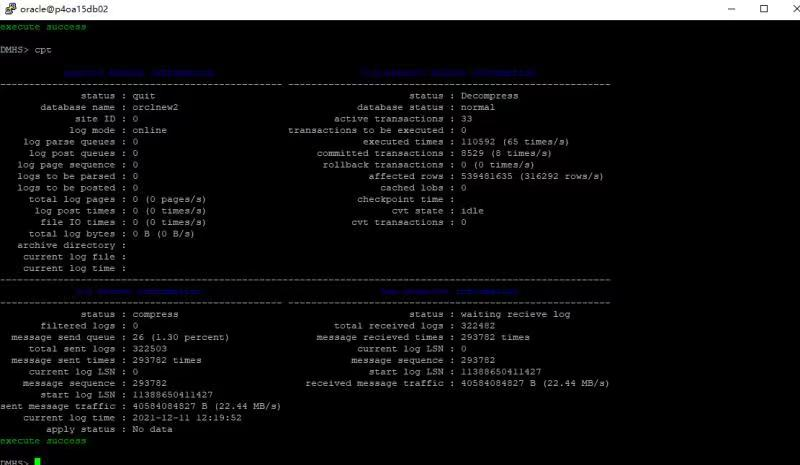 oracle@p4oa15db02
execute success
DMHS> cpt
status : quit
database name : orclnew2
site ID : 0
log mode : online
log parse queues : 0
log post queues : 0
log page sequence : 0
logs to be parsed : 0
logs to be posted : 0
total log pages : 0 (0 pages/s)
log post times : 0 (0 times/s)
file IO times : 0 (0 times/s)
total log bytes : 0 B (0 B/s)
archive directory :
current log file :
current log time :
status : Decompress
database status : normal
active transactions : 33
transactions to be executed : 0
executed times : 110592 (65 times/s)
committed transactions : 8529 (8 times/s)
rollback transactions : 0 (0 times/s)
affected rows : 539481635 (316292 rows/s)
cached lobs : 0
checkpoint time :
cvt state : idle
cvt transactions : 0
status : compress
filtered logs : 0
message send queue : 26 (1.30 percent)
total sent logs : 322503
message sent times : 293782 times
current log LSN : 0
message sequence : 293782
start log LSN : 11388650411427
sent message traffic : 40584084827 B (22.44 MB/s)
current log time : 2021-12-11 12:19:52
apply status : No data
status : waiting recieve log
total received logs : 322482
message recieved times : 293782 times
current log LSN : 0
message sequence : 293782
start log LSN : 11388650411427
received message traffic : 40584084827 B (22.44 MB/s)
execute success
DMHS>